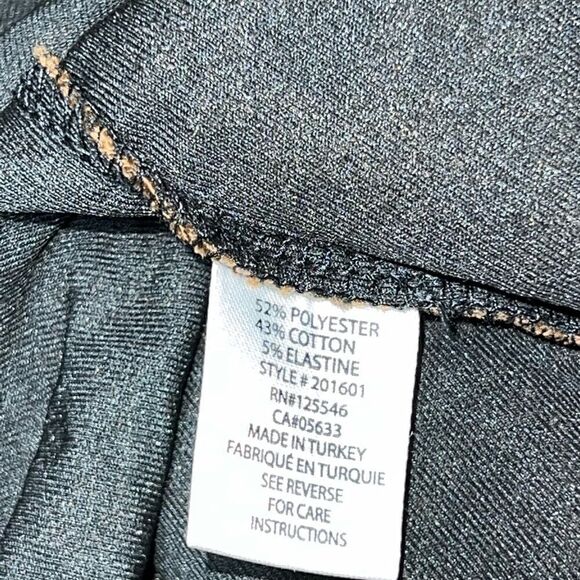 52% POLYESTER
43% COTTON
5% ELASTINE
STYLE # 201601
RN#125546
CA#05633
MADE IN TURKEY
FABRIQUÉ EN TURQUIE
SEE REVERSE
FOR CARE
INSTRUCTIONS